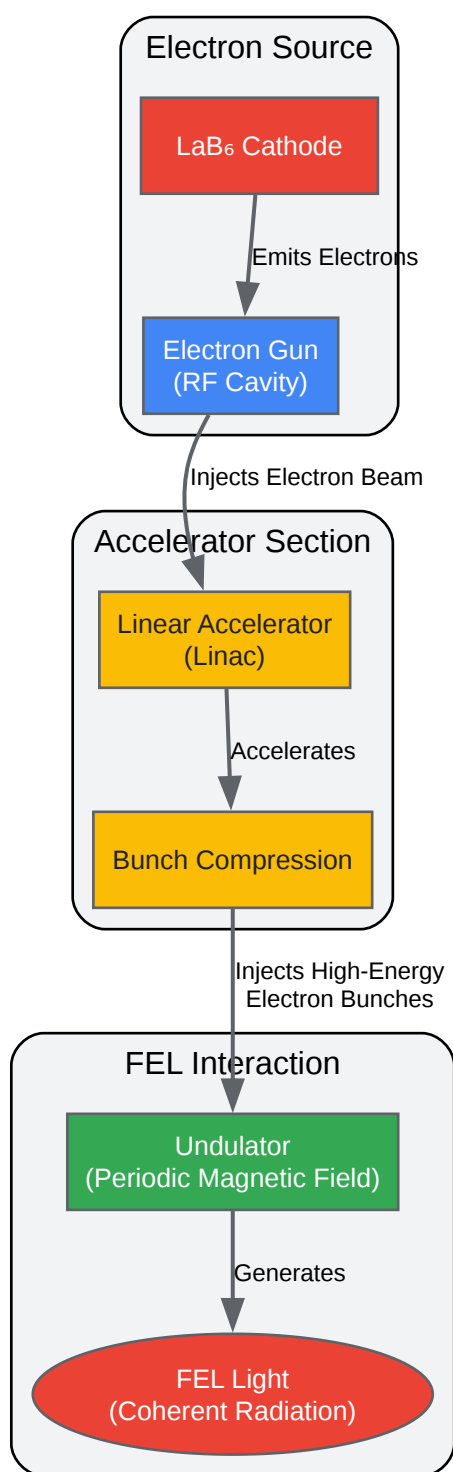 Electron Source
LaB₆ Cathode
Emits Electrons
Electron Gun
(RF Cavity)
Injects Electron Beam
Accelerator Section
Linear Accelerator
(Linac)
Accelerates
Bunch Compression
Injects High-Energy
Electron Bunches
FEL Interaction
Undulator
(Periodic Magnetic Field)
Generates
FEL Light
(Coherent Radiation)